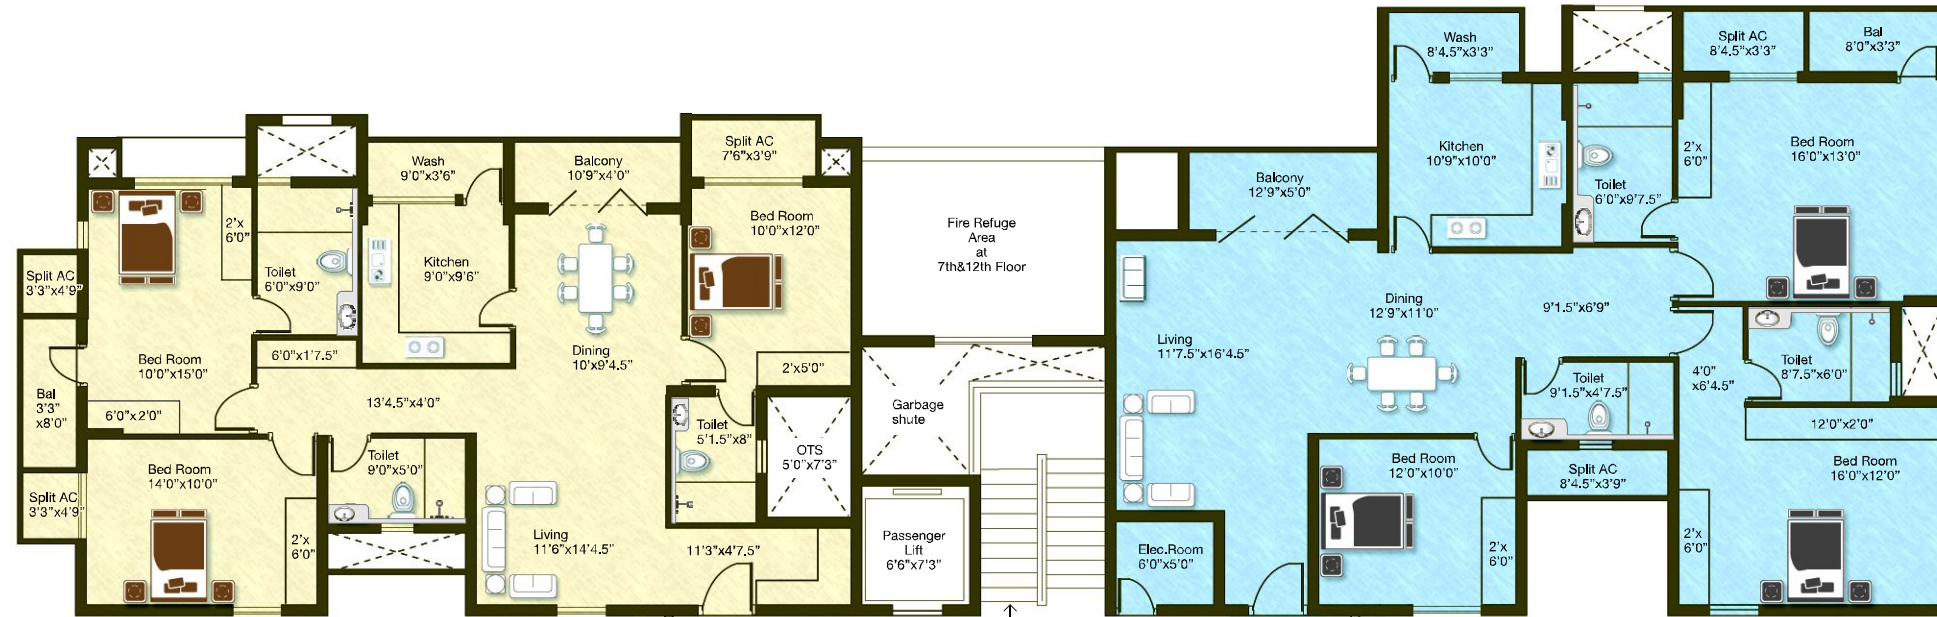 Split AC
7'6"x3'9"
Wash
9'0"x3'6"
Balcony
10'9"x4'0"
Bed Room
10'0"x12'0"
2'x
6'0"
Toilet
6'0"x9'0"
Kitchen
9'0"x9'6"
Split AC
3'3"x4'9"
Dining
10'x9'4.5"
6'0"x1'7.5"
Bed Room
10'0"x15'0"
2'x5'0"
Bal
3'3"
x8'0"
6'0"x2'0"
13'4.5"x4'0"
Toilet
5'1.5"x8"
OTS
5'0"x7'3"
Bed Room
14'0"x10'0"
Toilet
9'0"x5'0"
Split AC
3'3"x4'9"
2'x
6'0"
Living
11'6"x14'4.5"
11'3"x4'7.5"
Fire Refuge
Area
at
7th&12th Floor
Garbage
shute
Passenger
Lift
6'6"x7'3"
Wash
8'4.5"x3'3"
Split AC
8'4.5"x3'3"
Bal
8'0"x3'3"
Kitchen
10'9"x10'0"
2'x
6'0"
Bed Room
16'0"x13'0"
Balcony
12'9"x5'0"
Toilet
6'0"x9'7.5"
Dining
12'9"x11'0"
9'1.5"x6'9"
Living
11'7.5"x16'4.5"
Toilet
8'7.5"x6'0"
4'0"
x6'4.5"
Toilet
9'1.5"x4'7.5"
12'0"x2'0"
Bed Room
12'0"x10'0"
Split AC
8'4.5"x3'9"
Bed Room
16'0"x12'0"
Elec.Room
6'0"x5'0"
2'x
6'0"
2'x
6'0"